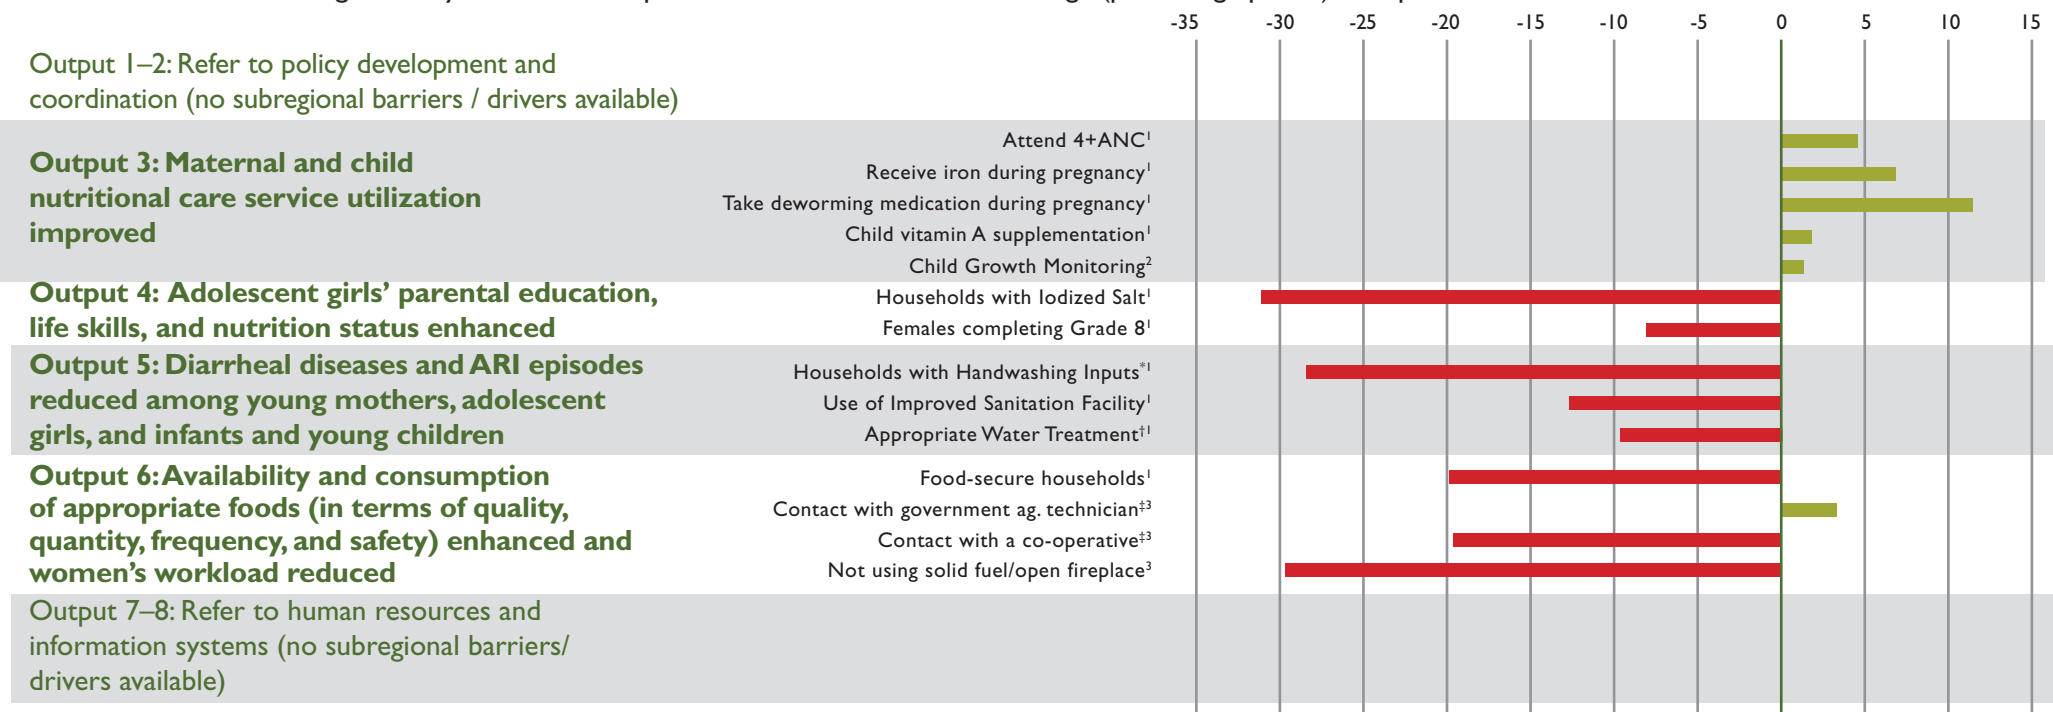 -35 -30 -25 -20 -15 -10 -5 0 5 10 15
Output 1–2: Refer to policy development and
coordination (no subregional barriers / drivers available)
Output 3: Maternal and child
nutritional care service utilization
improved
Attend 4+ANC¹
Receive iron during pregnancy¹
Take deworming medication during pregnancy¹
Child vitamin A supplementation¹
Child Growth Monitoring²
Output 4: Adolescent girls’ parental education,
life skills, and nutrition status enhanced
Households with Iodized Salt¹
Females completing Grade 8¹
Output 5: Diarrheal diseases and ARI episodes
reduced among young mothers, adolescent
girls, and infants and young children
Households with Handwashing Inputs*¹
Use of Improved Sanitation Facility¹
Appropriate Water Treatment†¹
Output 6: Availability and consumption
of appropriate foods (in terms of quality,
quantity, frequency, and safety) enhanced and
women’s workload reduced
Food-secure households¹
Contact with government ag. technician‡³
Contact with a co-operative‡³
Not using solid fuel/open fireplace³
Output 7–8: Refer to human resources and
information systems (no subregional barriers/
drivers available)